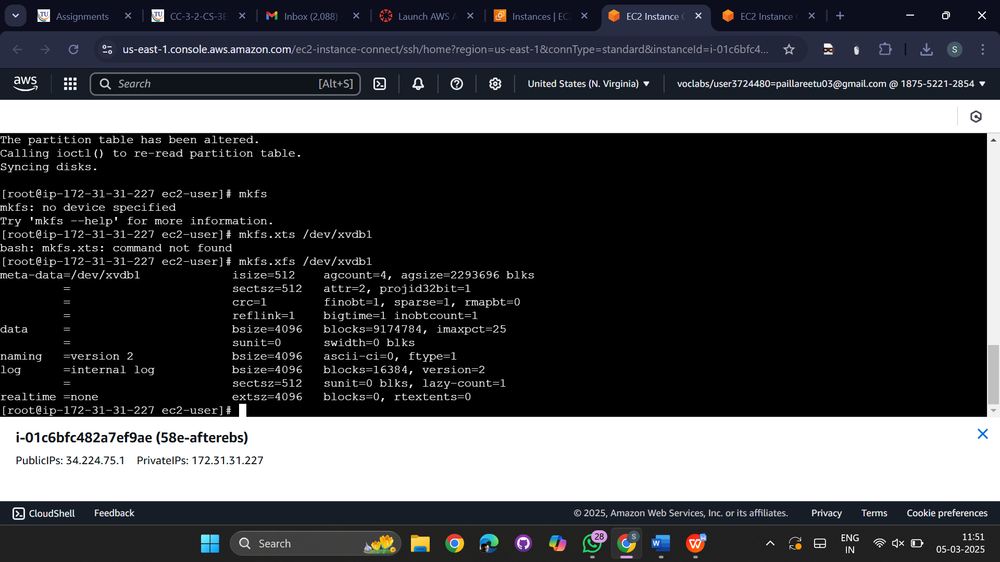 Assignments
CC-3-2-CS-3E
Inbox (2,088) -
Launch AWS A
Instances | EC2
EC2 Instance C
EC2 Instance C
us-east-1.console.aws.amazon.com/ec2-instance-connect/ssh/home?region=us-east-1&connType=standard&instanceId=i-01c6bfc4...
S
aws
Search
[Alt+S]
United States (N. Virginia)
voclabs/user3724480=paillareetu03@gmail.com @ 1875-5221-2854
The partition table has been altered.
Calling ioctl() to re-read partition table.
Syncing disks.
[root@ip-172-31-31-227 ec2-user]# mkfs
mkfs: no device specified
Try 'mkfs --help' for more information.
[root@ip-172-31-31-227 ec2-user]# mkfs.xts /dev/xvdb1
bash: mkfs.xts: command not found
[root@ip-172-31-31-227 ec2-user]# mkfs.xfs /dev/xvdb1
meta-data=/dev/xvdb1             isize=512    agcount=4, agsize=2293696 blks
         =                       sectsz=512   attr=2, projid32bit=1
         =                       crc=1        finobt=1, sparse=1, rmapbt=0
         =                       reflink=1    bigtime=1 inobtcount=1
data     =                       bsize=4096   blocks=9174784, imaxpct=25
         =                       sunit=0      swidth=0 blks
naming   =version 2              bsize=4096   ascii-ci=0, ftype=1
log      =internal log           bsize=4096   blocks=16384, version=2
         =                       sectsz=512   sunit=0 blks, lazy-count=1
realtime =none                   extsz=4096   blocks=0, rtextents=0
[root@ip-172-31-31-227 ec2-user]#
i-01c6bfc482a7ef9ae (58e-afterebs)
PublicIPs: 34.224.75.1 PrivateIPs: 172.31.31.227
CloudShell
Feedback
© 2025, Amazon Web Services, Inc. or its affiliates.
Privacy
Terms
Cookie preferences
Search
28
S
ENG
IN
11:51
05-03-2025